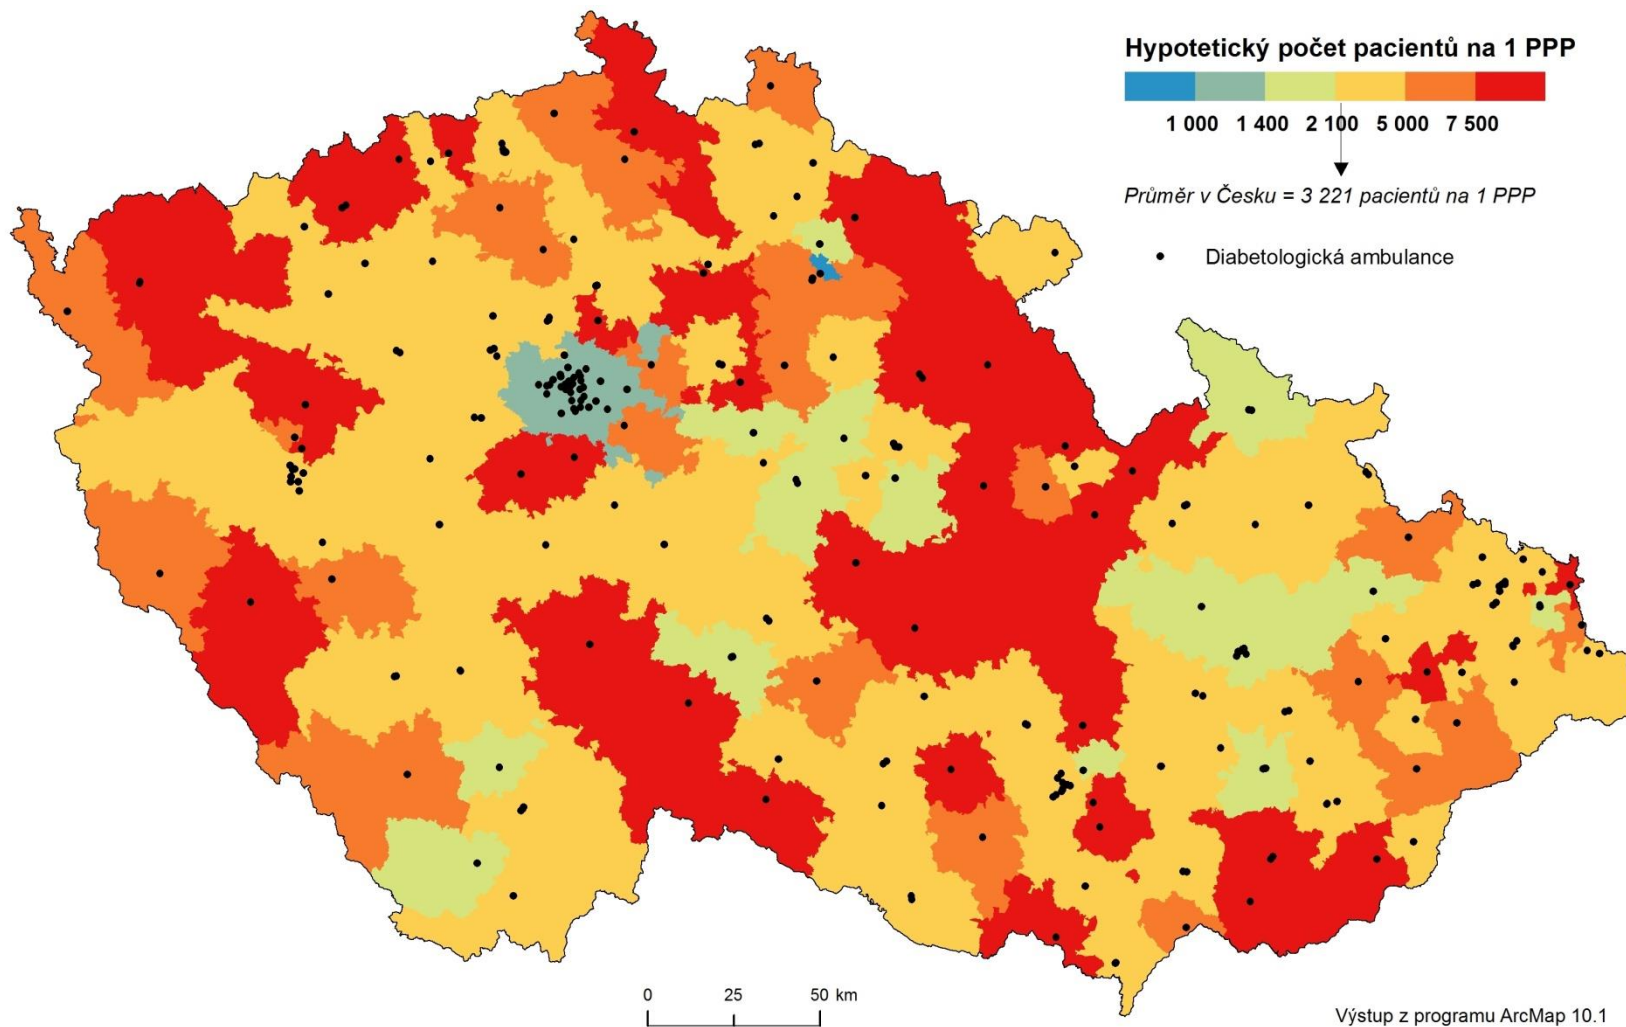 Hypotetický počet pacientů na 1 PPP
1 000 1 400 2 100 5 000 7 500
Průměr v Česku = 3 221 pacientů na 1 PPP
Diabetologická ambulance
0 25 50 km
Výstup z programu ArcMap 10.1